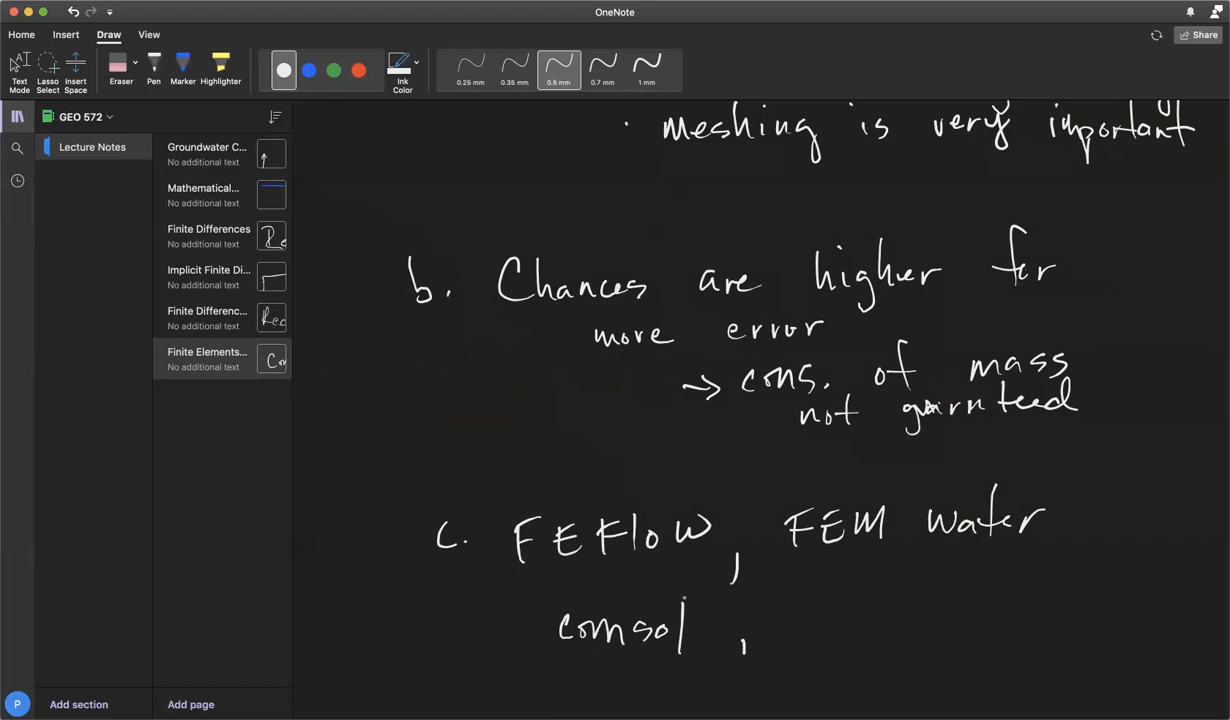 OneNote
Home Insert Draw View Share
Text Mode Lasso Select Insert Space Eraser Pen Marker Highlighter Ink Color 0.25 mm 0.35 mm 0.5 mm 0.7 mm 1 mm
GEO 572
Lecture Notes
Groundwater C...
No additional text
Mathematical...
No additional text
Finite Differences
No additional text
Implicit Finite Di...
No additional text
Finite Differenc...
No additional text
Finite Elements...
No additional text
P Add section Add page
· meshing is very important
b. Chances are higher for
more error
→ cons. of mass
not guarnteed
c. FEFlow, FEM water
comsol,